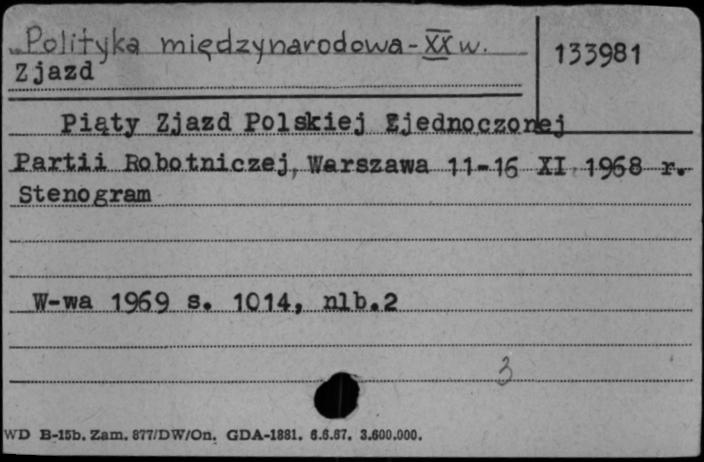 Polityka międzynarodowa - XX w.
133981
Zjazd
Piąty Zjazd Polskiej Zjednoczonej
Partii Robotniczej, Warszawa 11-16 XI 1968 r.
Stenogram
W-wa 1969 s. 1014, nlb.2
3
WD B-15b. Zam. 877/DW/On. GDA-1881. 6.6.67. 3.600.000.